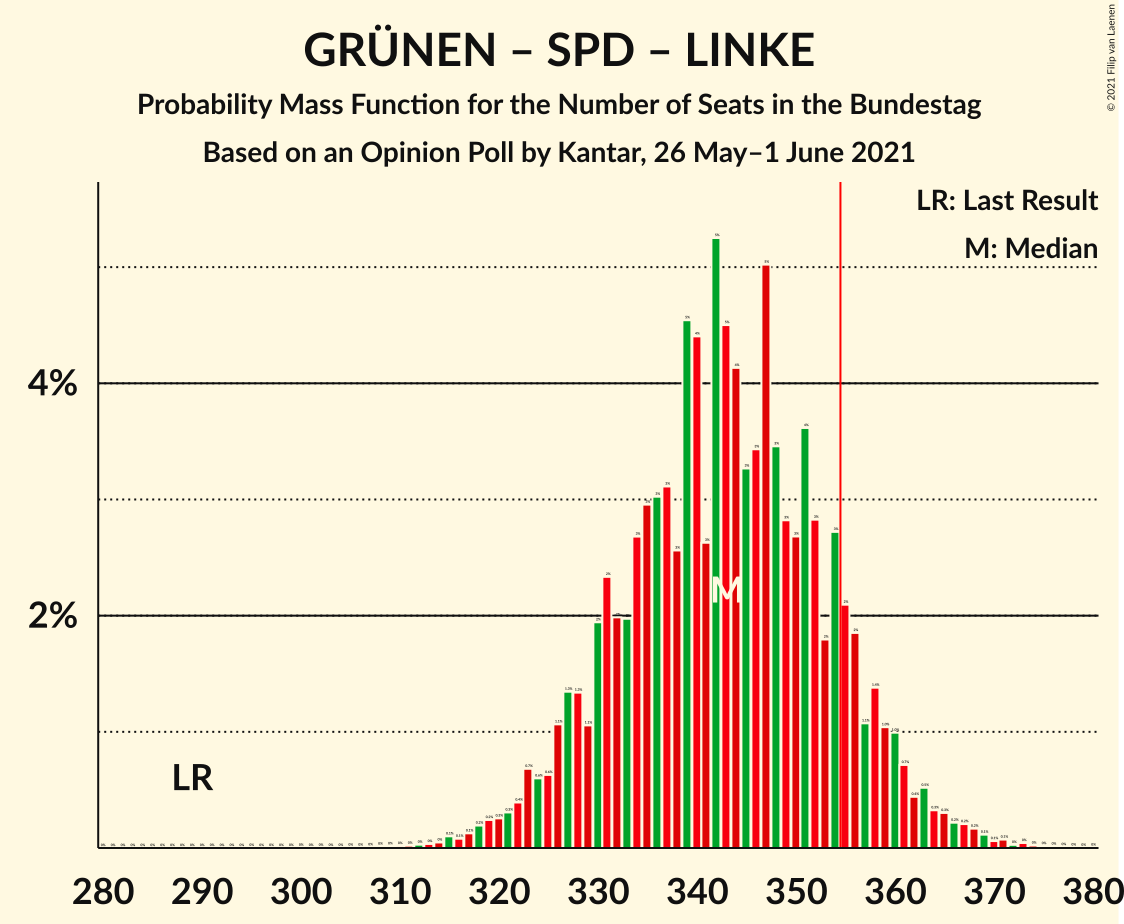 GRÜNEN – SPD – LINKE
Probability Mass Function for the Number of Seats in the Bundestag
Based on an Opinion Poll by Kantar, 26 May–1 June 2021
© 2021 Filip van Laenen
LR: Last Result
M: Median
4%
2%
M
LR
280 290 300 310 320 330 340 350 360 370 380